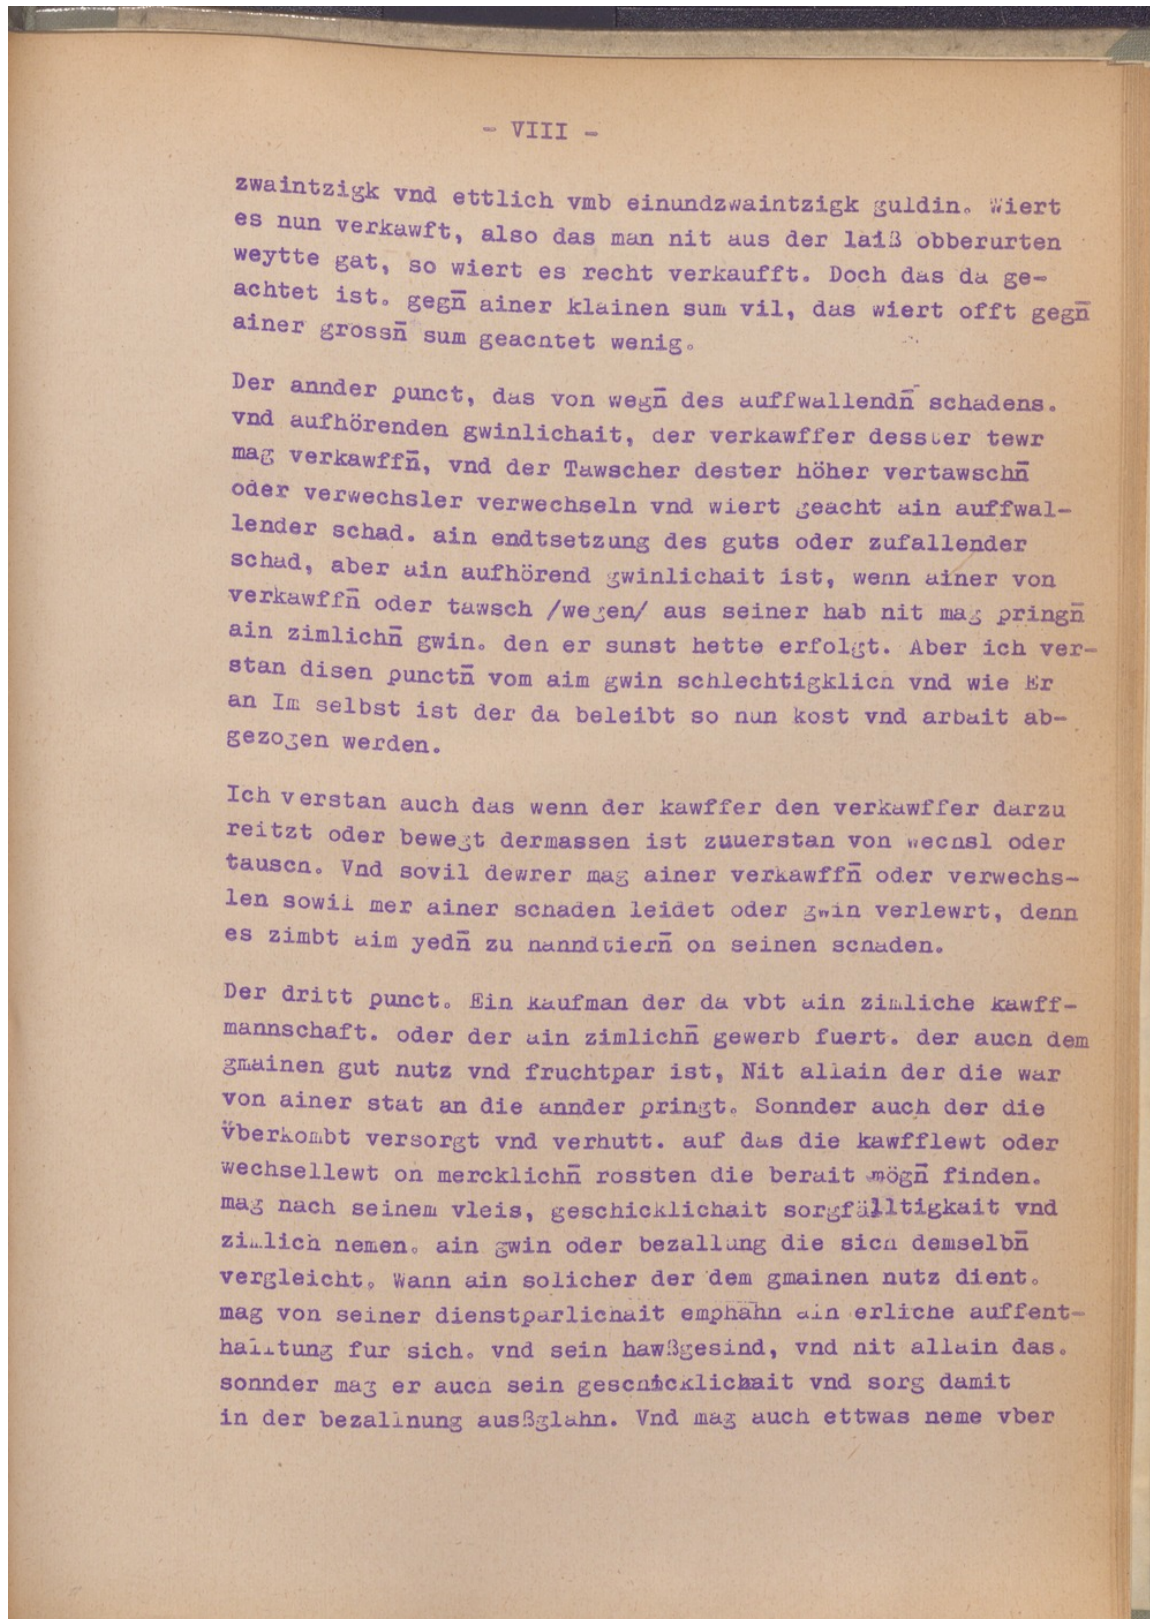 - VIII -
zwaintzigk vnd ettlich vmb einundzwaintzigk guldin. Wiert
es nun verkawft, also das man nit aus der laiß obberurten
weytte gat, so wiert es recht verkaufft. Doch das da ge-
achtet ist. gegn̄ ainer klainen sum vil, das wiert offt gegn̄
ainer grossn̄ sum geachtet wenig.
Der annder punct, das von wegn̄ des auffwallendn̄ schadens.
vnd aufhörenden gwinlichait, der verkawffer desster tewr
mag verkawffn̄, vnd der Tawscher dester höher vertawschn̄
oder verwechsler verwechseln vnd wiert geacht ain auffwal-
lender schad. ain endtsetzung des guts oder zufallender
schad, aber ain aufhörend gwinlichait ist, wenn ainer von
verkawffn̄ oder tawsch /wegen/ aus seiner hab nit mag pringn̄
ain zimlichn̄ gwin. den er sunst hette erfolgt. Aber ich ver-
stan disen punctn̄ vom aim gwin schlechtigklich vnd wie Er
an Im selbst ist der da beleibt so nun kost vnd arbait ab-
gezogen werden.
Ich verstan auch das wenn der kawffer den verkawffer darzu
reitzt oder bewegt dermassen ist zuuerstan von wechsl oder
tausch. Vnd sovil dewrer mag ainer verkawffn̄ oder verwechs-
len sowil mer ainer schaden leidet oder gwin verlewrt, denn
es zimbt aim yedn̄ zu hanndtiern̄ on seinen schaden.
Der dritt punct. Ein kaufman der da vbt ain zimliche kawff-
mannschaft. oder der ain zimlichn̄ gewerb fuert. der auch dem
gmainen gut nutz vnd fruchtpar ist, Nit allain der die war
von ainer stat an die annder pringt. Sonnder auch der die
v̈berkombt versorgt vnd verhutt. auf das die kawfflewt oder
wechsellewt on mercklichn̄ rossten die berait mögn̄ finden.
mag nach seinem vleis, geschicklichait sorgfälltigkait vnd
zimlich nemen. ain gwin oder bezallung die sich demselbn̄
vergleicht. Wann ain solicher der dem gmainen nutz dient.
mag von seiner dienstparlichait emphahn ain erliche auffent-
halltung fur sich. vnd sein hawßgesind, vnd nit allain das.
sonnder mag er auch sein geschicklichait vnd sorg damit
in der bezallnung ausßglahn. Vnd mag auch ettwas neme vber